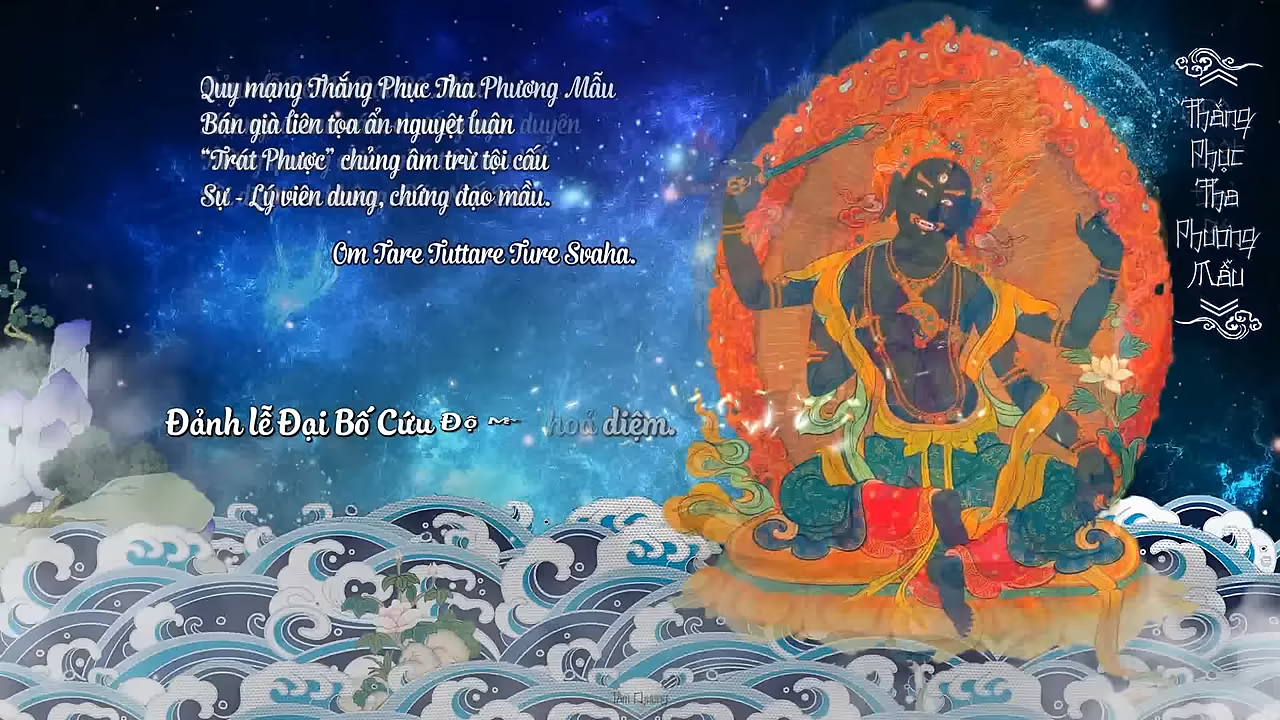 Quy mạng Thắng Phục Tha Phương Mẫu
Bán già liên tọa ẩn nguyệt luân duyên
“Trát Phược” chủng âm trừ tội cấu
Sự - Lý viên dung, chứng đạo mầu.
Om Tare Tuttare Ture Svaha.
Đảnh lễ Đại Bố Cứu Độ hoả diệm.
Thắng
Phục
Tha
Phương
Mẫu